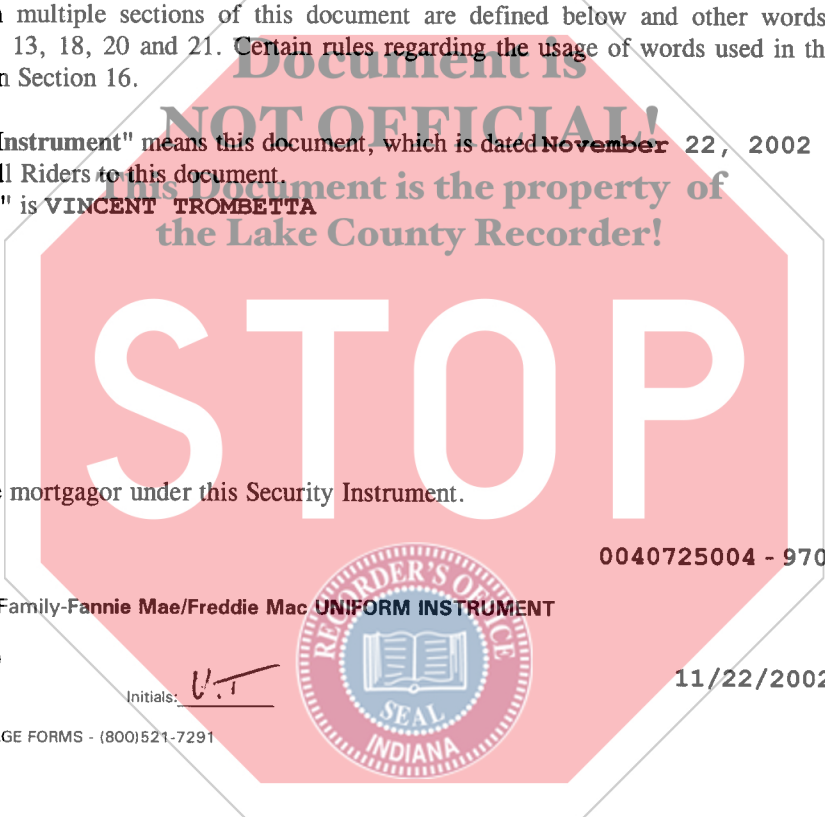 multiple sections of this document are defined below and other words
13, 18, 20 and 21. Certain rules regarding the usage of words used in th
n Section 16.
Document is
NOT OFFICIAL!
Instrument" means this document, which is dated November 22, 2002
ll Riders to this document.
This Document is the property of
" is VINCENT TROMBETTA
the Lake County Recorder!
STOP
e mortgagor under this Security Instrument.
0040725004 - 970
Family-Fannie Mae/Freddie Mac UNIFORM INSTRUMENT
RECORDER'S OFFICE
SEAL
INDIANA
Initials: V.T
11/22/2002
GE FORMS - (800)521-7291